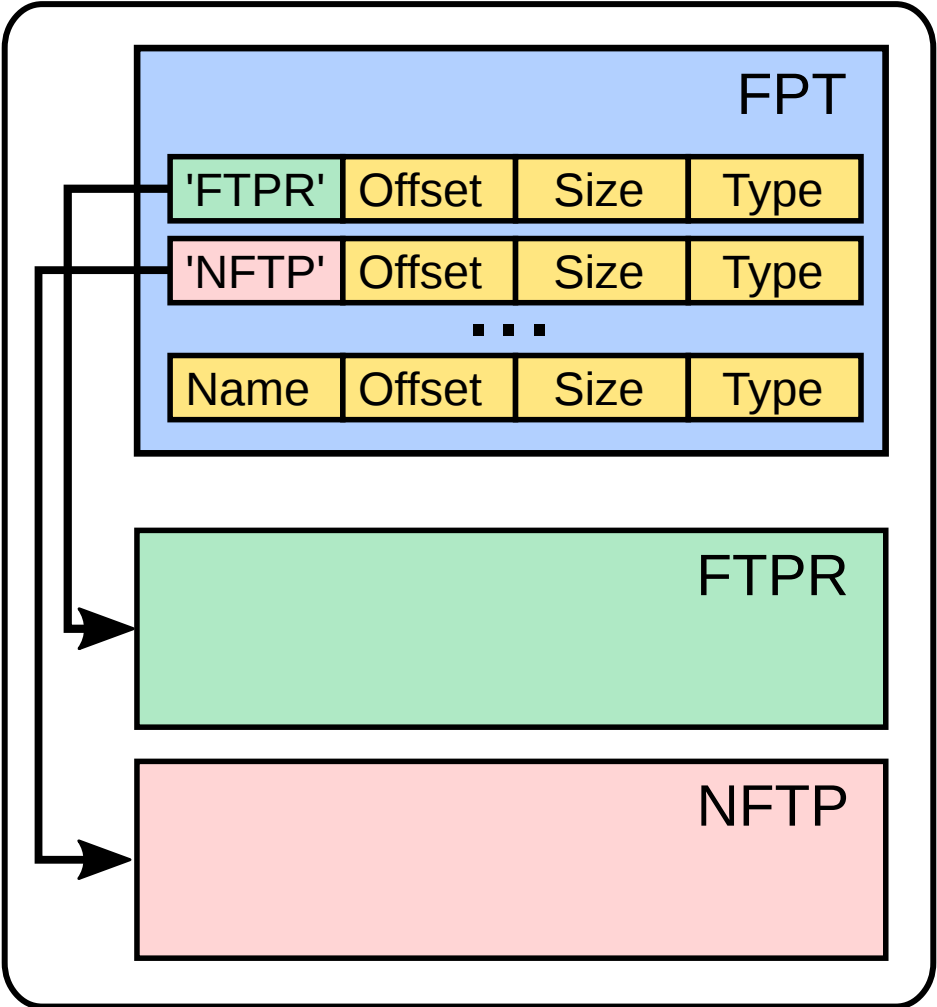 FPT
'FTPR' Offset Size Type
'NFTP' Offset Size Type
...
Name Offset Size Type
FTPR
NFTP